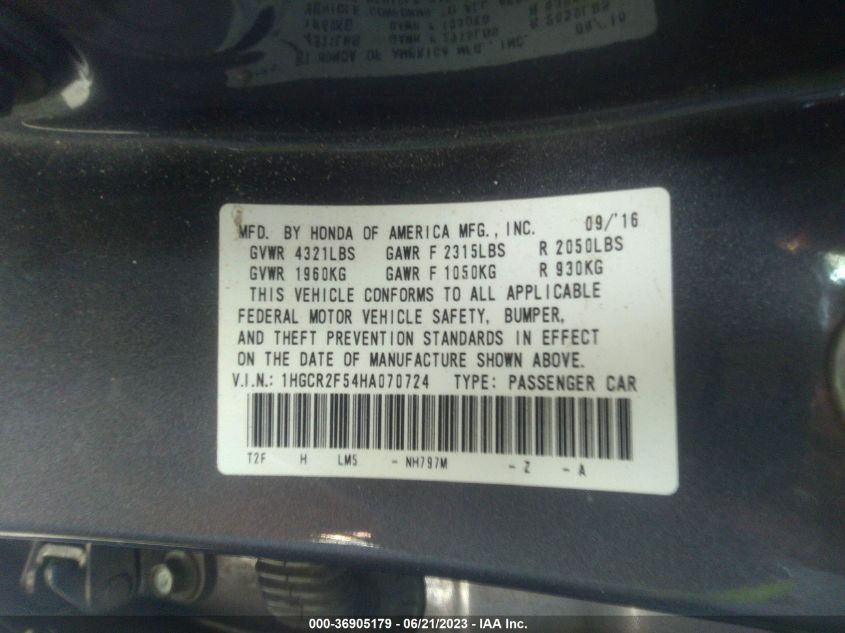 MFD. BY HONDA OF AMERICA MFG., INC. 09/'16
GVWR 4321LBS GAWR F 2315LBS R 2050LBS
GVWR 1960KG GAWR F 1050KG R 930KG
THIS VEHICLE CONFORMS TO ALL APPLICABLE
FEDERAL MOTOR VEHICLE SAFETY, BUMPER,
AND THEFT PREVENTION STANDARDS IN EFFECT
ON THE DATE OF MANUFACTURE SHOWN ABOVE.
V.I.N.: 1HGCR2F54HA070724 TYPE: PASSENGER CAR
T2F H LM5 - NH797M - Z - A
000-36905179 - 06/21/2023 - IAA Inc.